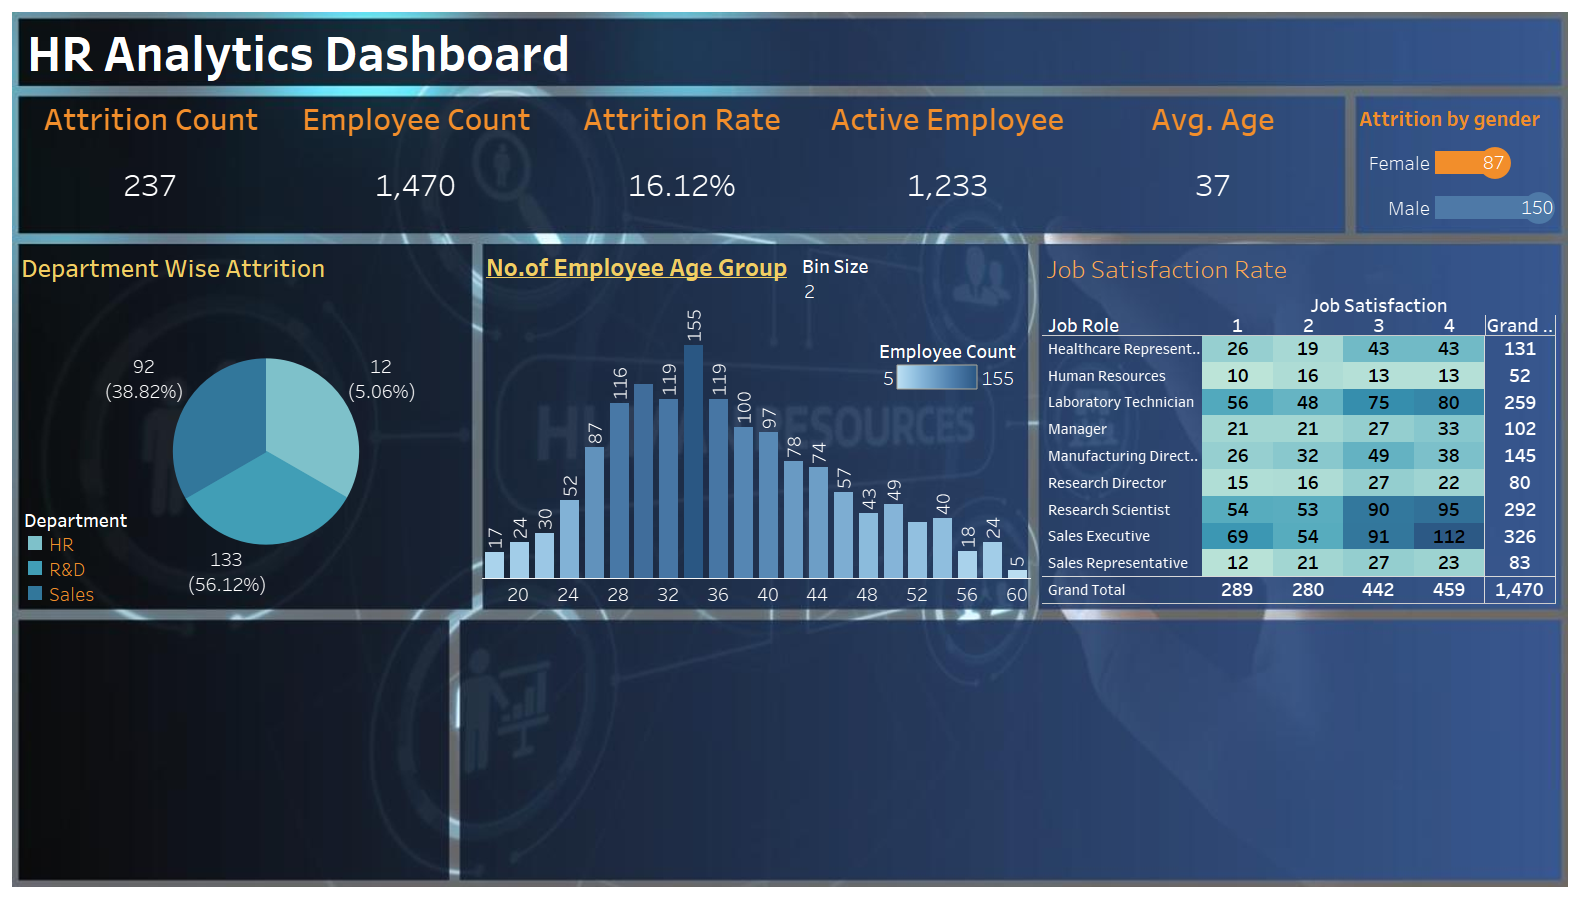 HR Analytics Dashboard
Attrition Count Employee Count Attrition Rate Active Employee Avg. Age
237 1,470 16.12% 1,233 37
Attrition by gender
Female 87
Male 150
Department Wise Attrition
92
(38.82%)
12
(5.06%)
133
(56.12%)
Department
HR
R&D
Sales
No.of Employee Age Group
Bin Size
2
Employee Count
5 155
17 24 30 52 87 116 119 155 119 100 97 78 74 57 43 49 40 18 24 5
20 24 28 32 36 40 44 48 52 56 60
HUMAN RESOURCES
Job Satisfaction Rate
Job Satisfaction
Job Role 1 2 3 4 Grand ..
Healthcare Represent.. 26 19 43 43 131
Human Resources 10 16 13 13 52
Laboratory Technician 56 48 75 80 259
Manager 21 21 27 33 102
Manufacturing Direct.. 26 32 49 38 145
Research Director 15 16 27 22 80
Research Scientist 54 53 90 95 292
Sales Executive 69 54 91 112 326
Sales Representative 12 21 27 23 83
Grand Total 289 280 442 459 1,470